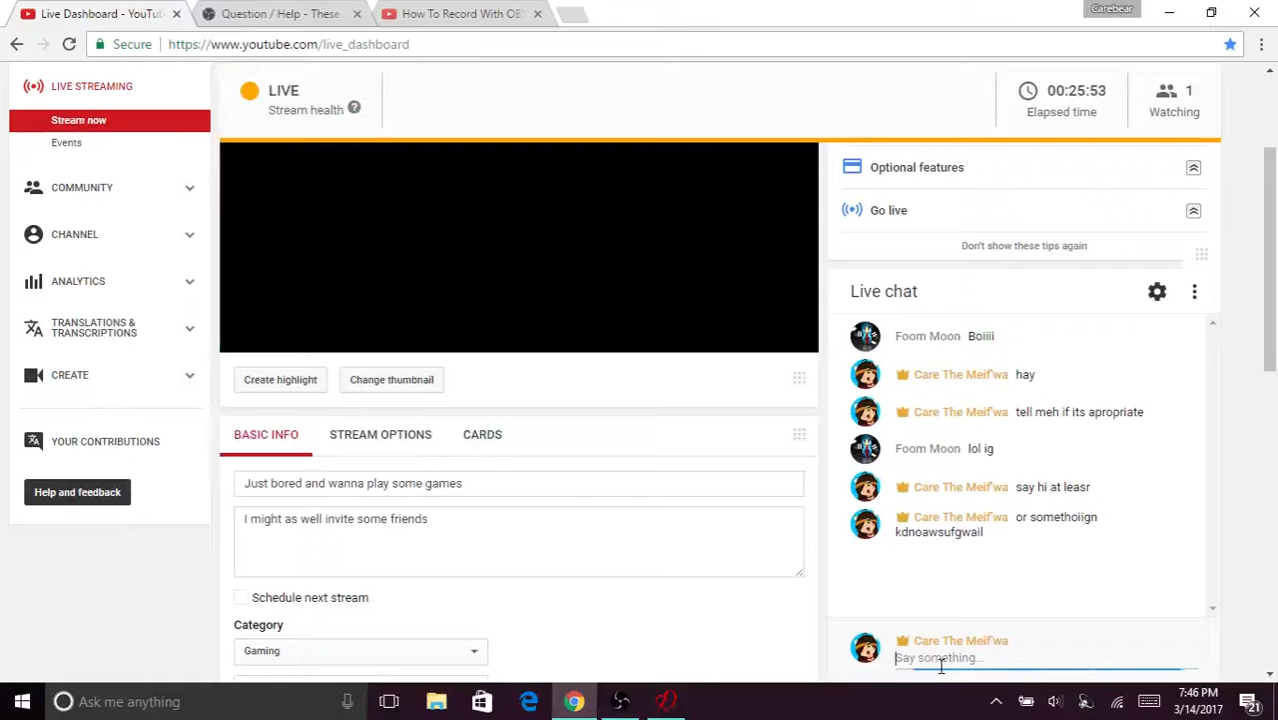 Live Dashboard - YouTub
Question / Help - These
How To Record With OBS
Carebear
Secure
https://www.youtube.com/live_dashboard
LIVE STREAMING
Stream now
Events
COMMUNITY
CHANNEL
ANALYTICS
TRANSLATIONS &
TRANSCRIPTIONS
CREATE
YOUR CONTRIBUTIONS
Help and feedback
LIVE
Stream health ?
00:25:53
Elapsed time
1
Watching
Optional features
Go live
Don't show these tips again
Create highlight
Change thumbnail
BASIC INFO
STREAM OPTIONS
CARDS
Just bored and wanna play some games
I might as well invite some friends
Schedule next stream
Category
Gaming
Live chat
Foom Moon Boiiii
Care The Meif'wa hay
Care The Meif'wa tell meh if its apropriate
Foom Moon lol ig
Care The Meif'wa say hi at leasr
Care The Meif'wa or somethoiign
kdnoawsufgwail
Care The Meif'wa
Say something...
Ask me anything
7:46 PM
3/14/2017
21